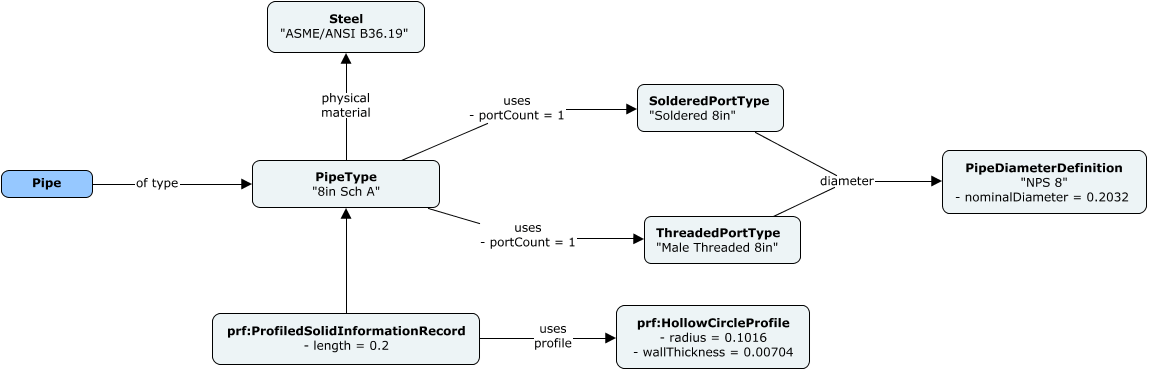 Steel
"ASME/ANSI B36.19"
physical
material
uses
- portCount = 1
SolderedPortType
"Soldered 8in"
Pipe
of type
PipeType
"8in Sch A"
diameter
PipeDiameterDefinition
"NPS 8"
- nominalDiameter = 0.2032
uses
- portCount = 1
ThreadedPortType
"Male Threaded 8in"
prf:ProfiledSolidInformationRecord
- length = 0.2
uses
profile
prf:HollowCircleProfile
- radius = 0.1016
- wallThickness = 0.00704